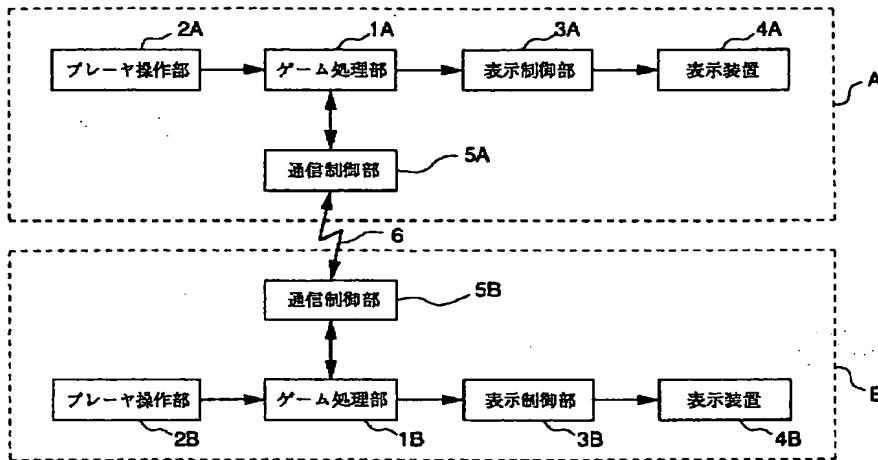 2A
1A
3A
4A
プレーヤ操作部
ゲーム処理部
表示制御部
表示装置
A
通信制御部
5A
6
通信制御部
5B
プレーヤ操作部
ゲーム処理部
表示制御部
表示装置
B
2B
1B
3B
4B